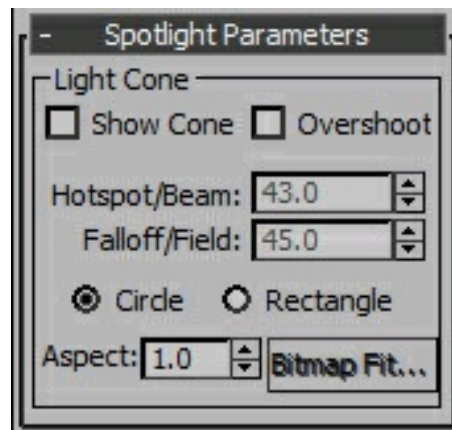 - Spotlight Parameters
Light Cone
Show Cone Overshoot
Hotspot/Beam: 43.0
Falloff/Field: 45.0
Circle Rectangle
Aspect: 1.0 Bitmap Fit...